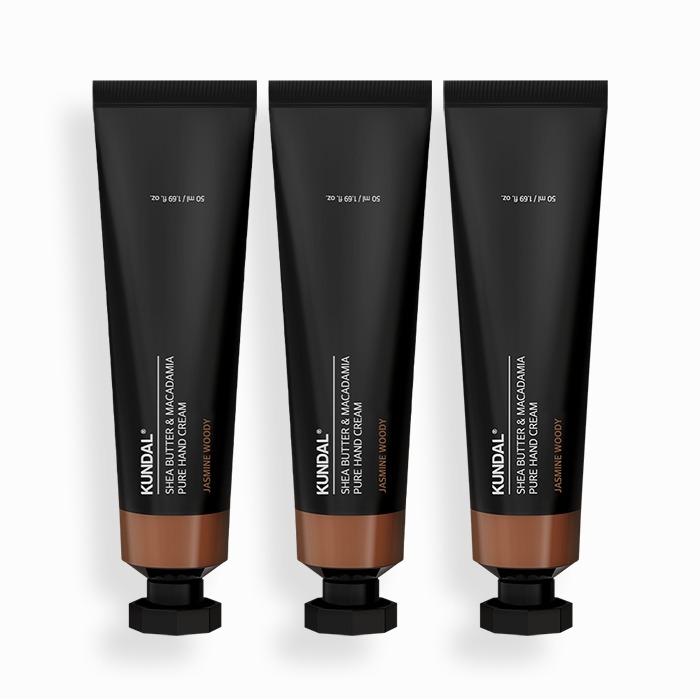 50 ml / 1.69 fl. oz.
KUNDAL®
SHEA BUTTER & MACADAMIA
PURE HAND CREAM
JASMINE WOODY
50 ml / 1.69 fl. oz.
KUNDAL®
SHEA BUTTER & MACADAMIA
PURE HAND CREAM
JASMINE WOODY
50 ml / 1.69 fl. oz.
KUNDAL®
SHEA BUTTER & MACADAMIA
PURE HAND CREAM
JASMINE WOODY